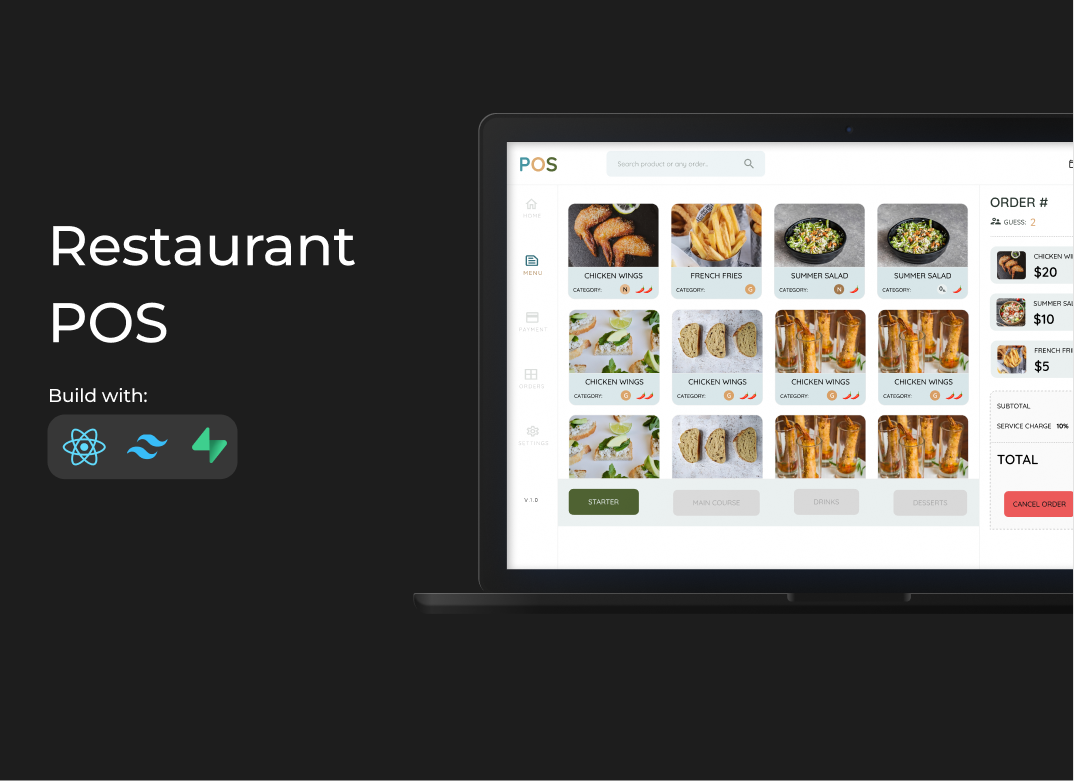 Restaurant
POS
Build with:
POS
Search product or any order..
HOME
MENU
PAYMENT
ORDERS
SETTINGS
V 1.0
CHICKEN WINGS
CATEGORY: N
FRENCH FRIES
CATEGORY: G
SUMMER SALAD
CATEGORY: N
SUMMER SALAD
CATEGORY:
CHICKEN WINGS
CATEGORY: G
CHICKEN WINGS
CATEGORY: G
CHICKEN WINGS
CATEGORY: G
CHICKEN WINGS
CATEGORY: G
STARTER
MAIN COURSE
DRINKS
DESSERTS
ORDER #
GUESS: 2
CHICKEN WI
$20
SUMMER SAL
$10
FRENCH FRI
$5
SUBTOTAL
SERVICE CHARGE 10%
TOTAL
CANCEL ORDER